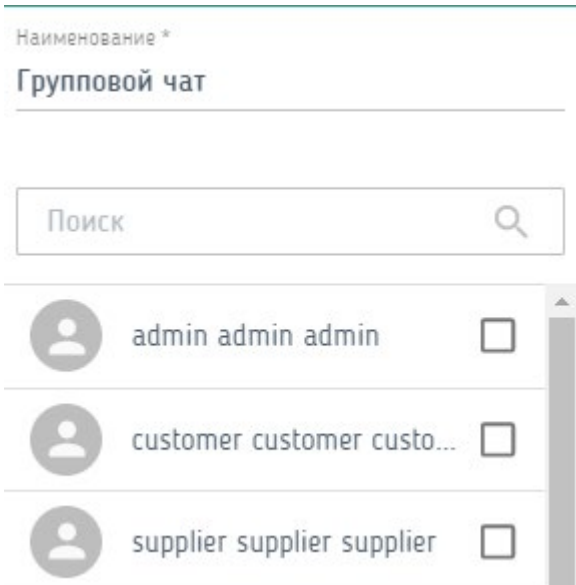 Наименование *
Групповой чат
Поиск
admin admin admin
customer customer custo...
supplier supplier supplier